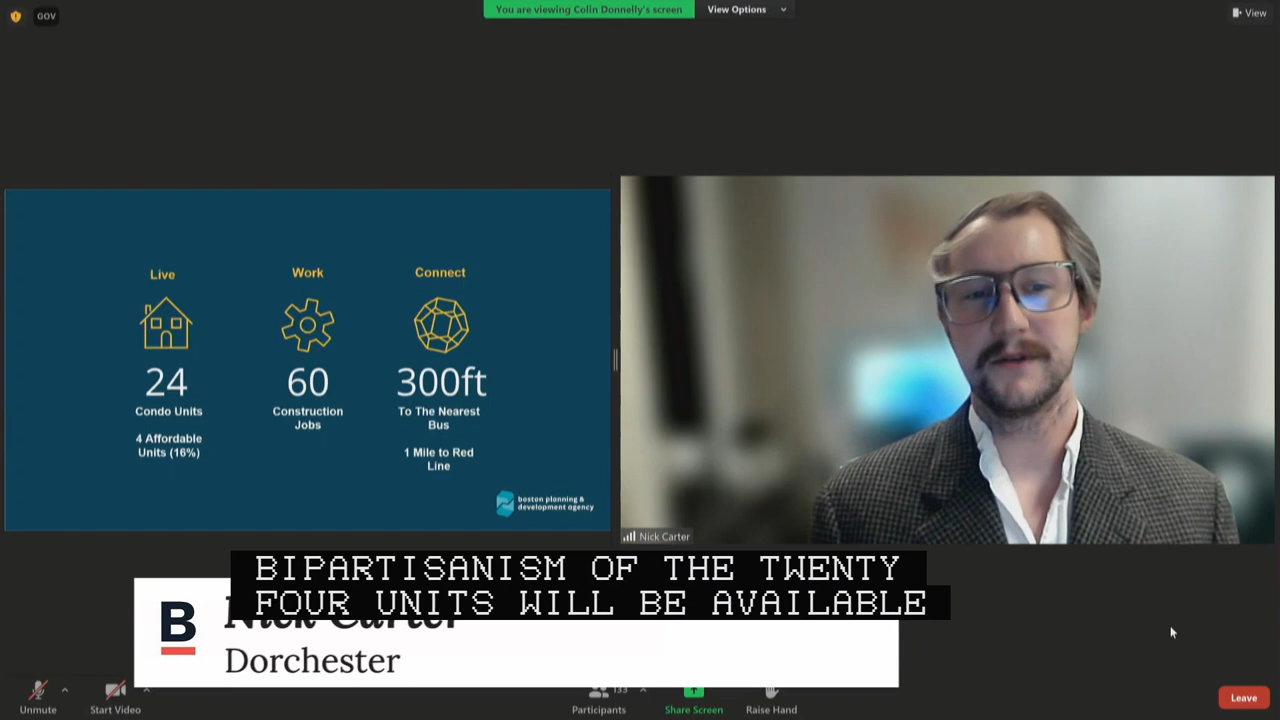 GOV
You are viewing Colin Donnelly's screen
View Options
View
Live
Work
Connect
24
60
300ft
Condo Units
Construction
Jobs
To The Nearest
Bus
4 Affordable
Units (16%)
1 Mile to Red
Line
boston planning &
development agency
Nick Carter
BIPARTISANISM OF THE TWENTY
FOUR UNITS WILL BE AVAILABLE
B
Nick Carter
Dorchester
Unmute
Start Video
133
Participants
Share Screen
Raise Hand
Leave